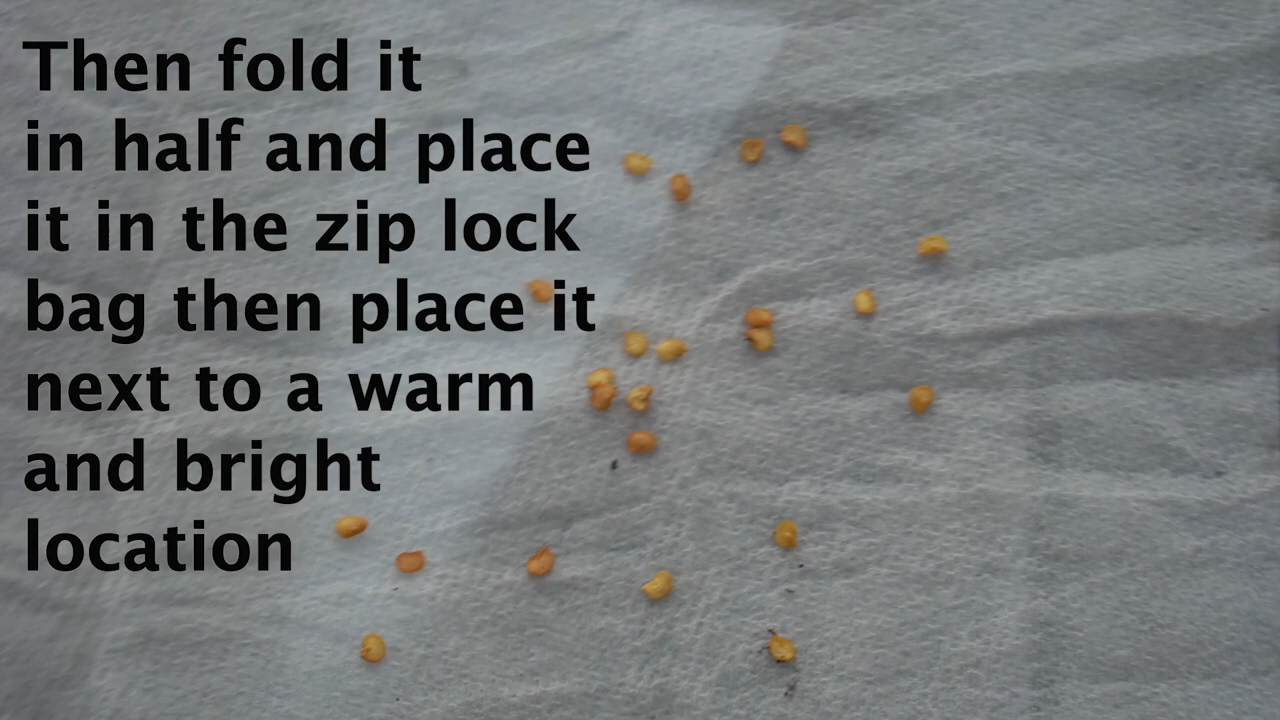 Then fold it
in half and place
it in the zip lock
bag then place it
next to a warm
and bright
location